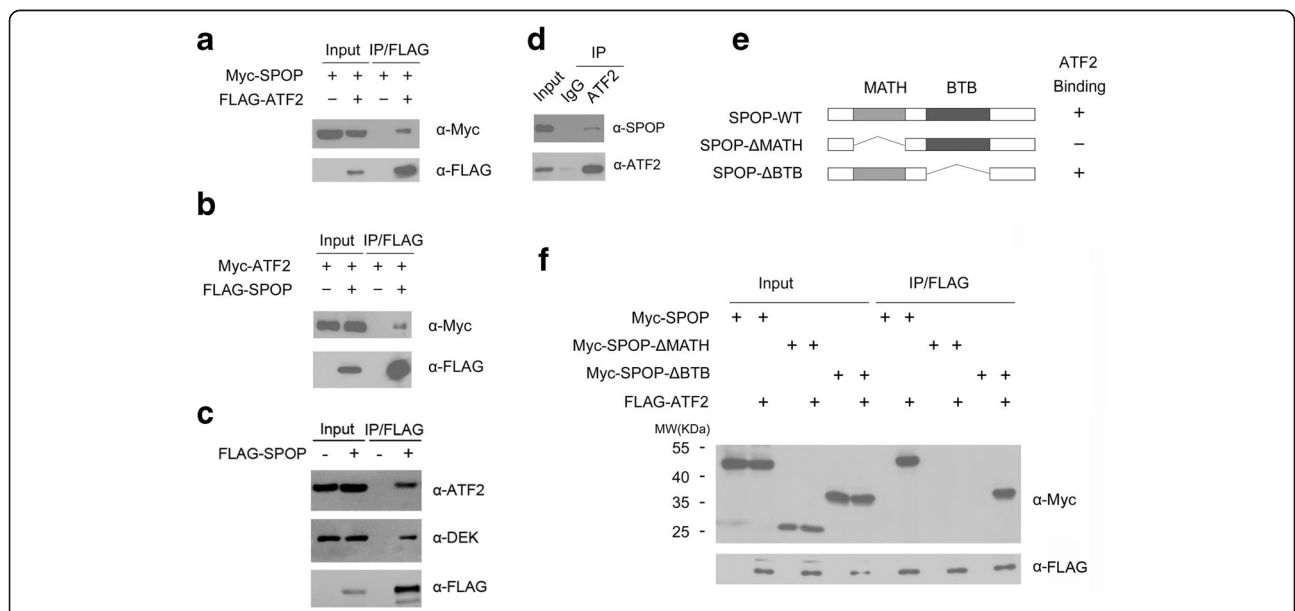 a
Input IP/FLAG
Myc-SPOP + + + +
FLAG-ATF2 − + − +
α-Myc
α-FLAG
b
Input IP/FLAG
Myc-ATF2 + + + +
FLAG-SPOP − + − +
α-Myc
α-FLAG
c
Input IP/FLAG
FLAG-SPOP - + - +
α-ATF2
α-DEK
α-FLAG
d
IP
Input IgG ATF2
α-SPOP
α-ATF2
e
ATF2
MATH BTB Binding
SPOP-WT +
SPOP-ΔMATH −
SPOP-ΔBTB +
f
Input IP/FLAG
Myc-SPOP + + + +
Myc-SPOP-ΔMATH + + + +
Myc-SPOP-ΔBTB + + + +
FLAG-ATF2 + + + + + +
MW(KDa)
55 -
40 -
35 -
25 -
α-Myc
α-FLAG